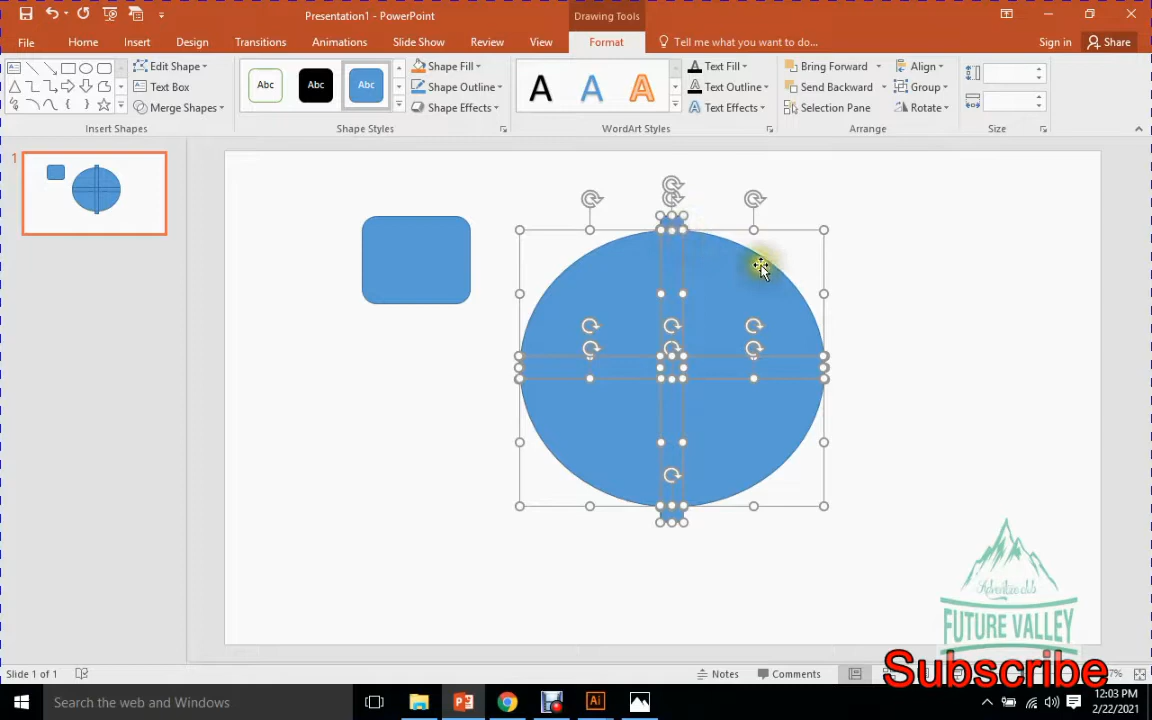 Presentation1 - PowerPoint
Drawing Tools
File
Home
Insert
Design
Transitions
Animations
Slide Show
Review
View
Format
Tell me what you want to do...
Sign in
Share
Edit Shape
Text Box
Merge Shapes
Insert Shapes
Abc
Abc
Abc
Shape Fill
Shape Outline
Shape Effects
Shape Styles
A
A
A
Text Fill
Text Outline
Text Effects
WordArt Styles
Bring Forward
Send Backward
Selection Pane
Align
Group
Rotate
Arrange
Size
1
Adventure club
FUTURE VALLEY
Subscribe
Slide 1 of 1
Notes
Comments
Search the web and Windows
Ai
12:03 PM
2/22/2021